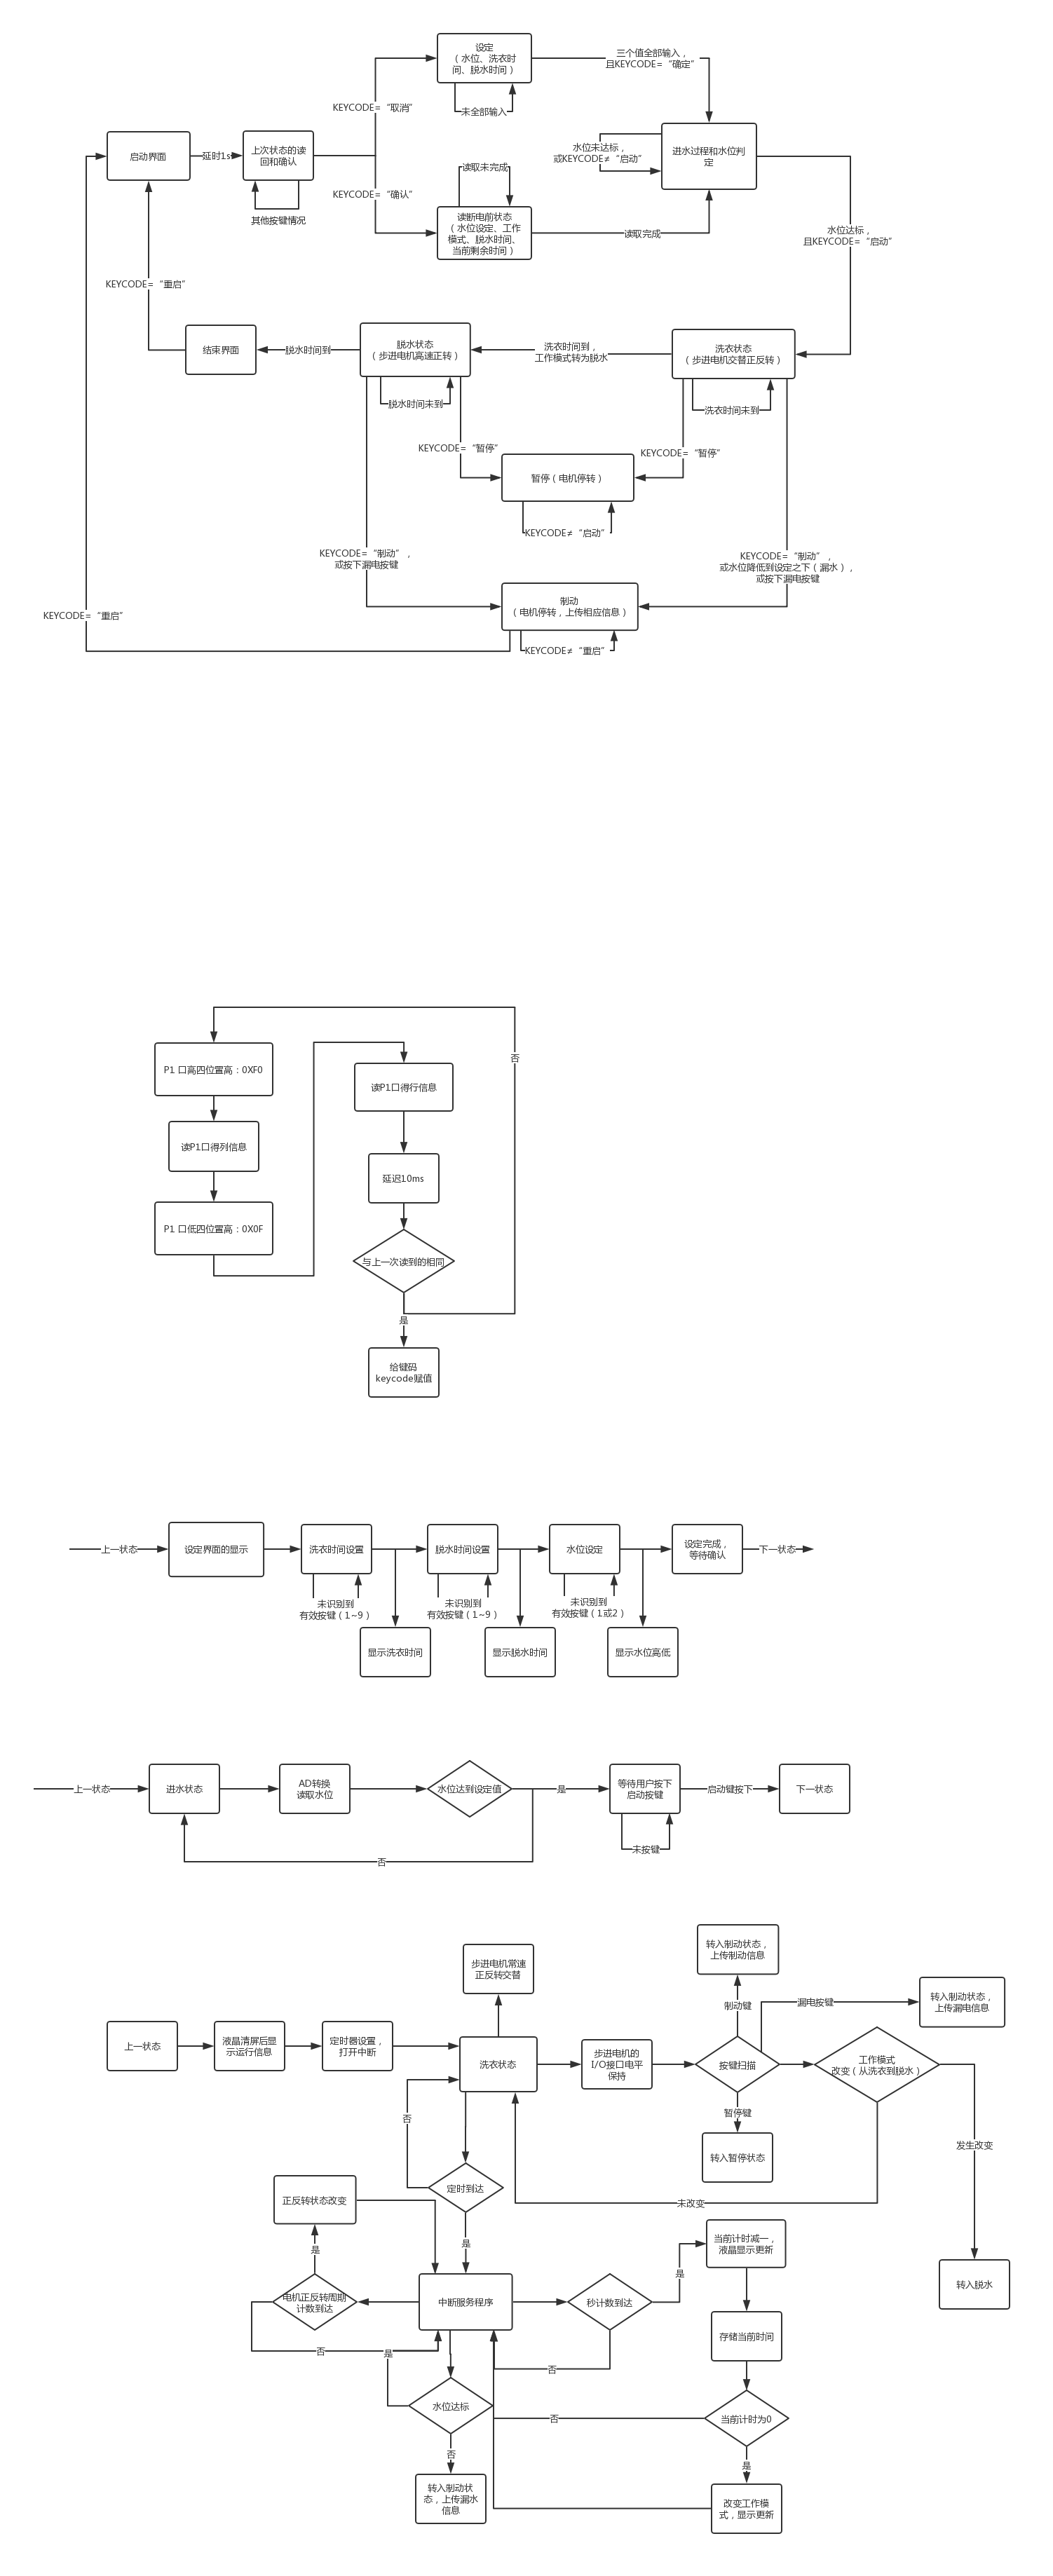 设定
（水位、洗衣时
间、脱水时间）
三个值全部输入，
且KEYCODE=“确定”
KEYCODE=“取消”
未全部输入
启动界面
延时1s
上次状态的读
回和确认
水位未达标，
或KEYCODE≠“启动”
进水过程和水位判
定
读取未完成
KEYCODE=“确认”
其他按键情况
读断电前状态
（水位设定、工作
模式、脱水时间、
当前剩余时间）
读取完成
水位达标，
且KEYCODE=“启动”
KEYCODE=“重启”
结束界面
脱水时间到
脱水状态
（步进电机高速正转）
洗衣时间到，
工作模式转为脱水
洗衣状态
（步进电机交替正反转）
脱水时间未到
洗衣时间未到
KEYCODE=“暂停”
KEYCODE=“暂停”
暂停（电机停转）
KEYCODE≠“启动”
KEYCODE=“制动”，
或按下漏电按键
KEYCODE=“制动”，
或水位降低到设定之下（漏水），
或按下漏电按键
制动
（电机停转，上传相应信息）
KEYCODE=“重启”
KEYCODE≠“重启”
P1 口高四位置高：0XF0
读P1口得列信息
P1 口低四位置高：0X0F
读P1口得行信息
延迟10ms
与上一次读到的相同
否
是
给键码
keycode赋值
上一状态
设定界面的显示
洗衣时间设置
脱水时间设置
水位设定
设定完成，
等待确认
下一状态
未识别到
有效按键（1~9）
未识别到
有效按键（1~9）
未识别到
有效按键（1或2）
显示洗衣时间
显示脱水时间
显示水位高低
上一状态
进水状态
AD转换
读取水位
水位达到设定值
是
等待用户按下
启动按键
启动键按下
下一状态
未按键
否
步进电机常速
正反转交替
转入制动状态，
上传制动信息
制动键
漏电按键
转入制动状态，
上传漏电信息
上一状态
液晶清屏后显
示运行信息
定时器设置，
打开中断
洗衣状态
步进电机的
I/O接口电平
保持
按键扫描
工作模式
改变（从洗衣到脱水）
否
暂停键
转入暂停状态
发生改变
定时到达
未改变
正反转状态改变
是
是
当前计时减一，
液晶显示更新
是
转入脱水
电机正反转周期
计数到达
中断服务程序
秒计数到达
否
是
否
存储当前时间
水位达标
否
当前计时为0
否
是
转入制动状
态，上传漏水
信息
改变工作模
式，显示更新